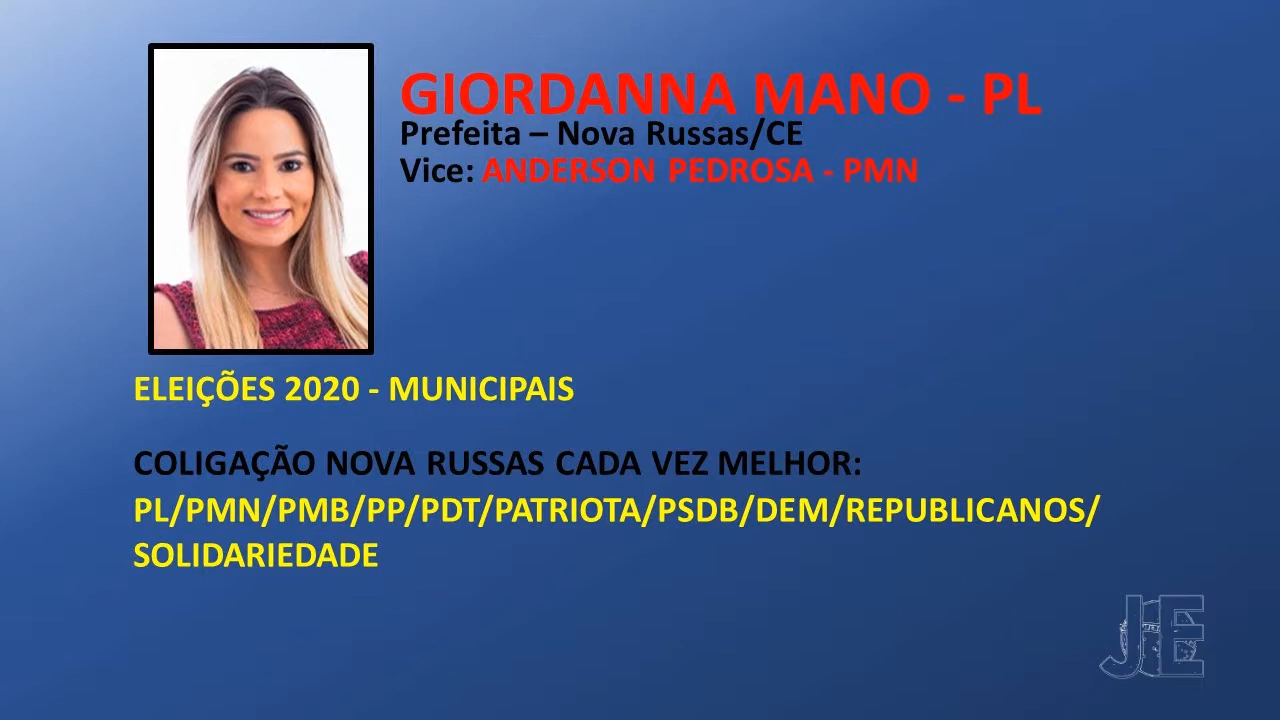 GIORDANNA MANO - PL
Prefeita – Nova Russas/CE
Vice: ANDERSON PEDROSA - PMN
ELEIÇÕES 2020 - MUNICIPAIS
COLIGAÇÃO NOVA RUSSAS CADA VEZ MELHOR:
PL/PMN/PMB/PP/PDT/PATRIOTA/PSDB/DEM/REPUBLICANOS/
SOLIDARIEDADE
JE